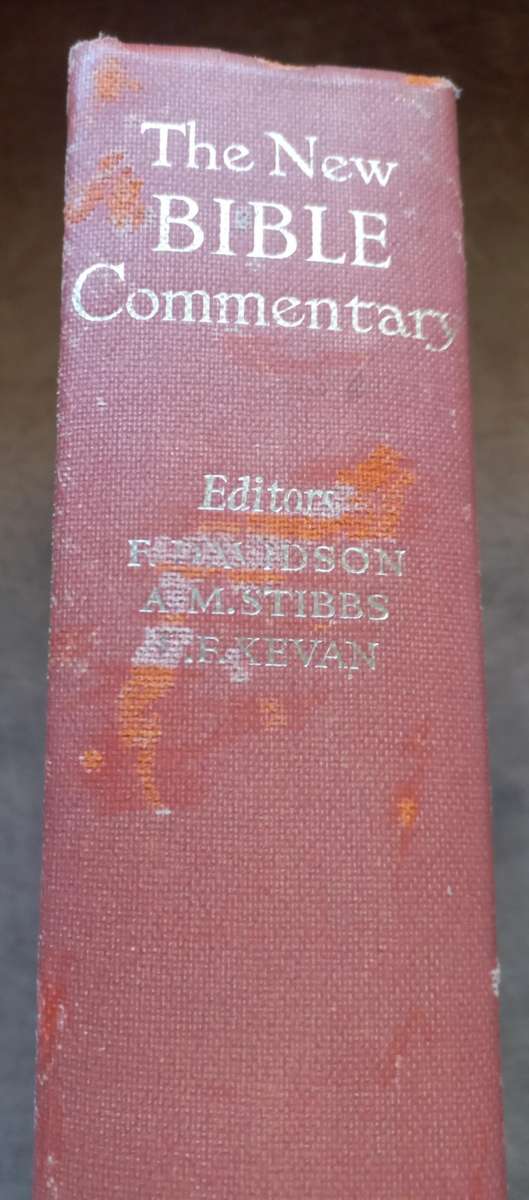 The New
BIBLE
Commentary
Editors
F. DAVIDSON
A. M. STIBBS
F. KEVAN